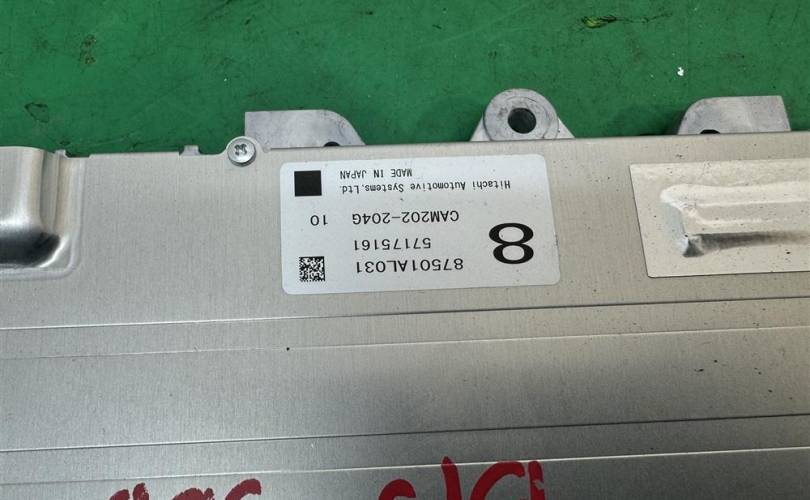 87501AL031
57175161
8
CAM202-204G 10
Hitachi Automotive Systems,Ltd.
MADE IN JAPAN